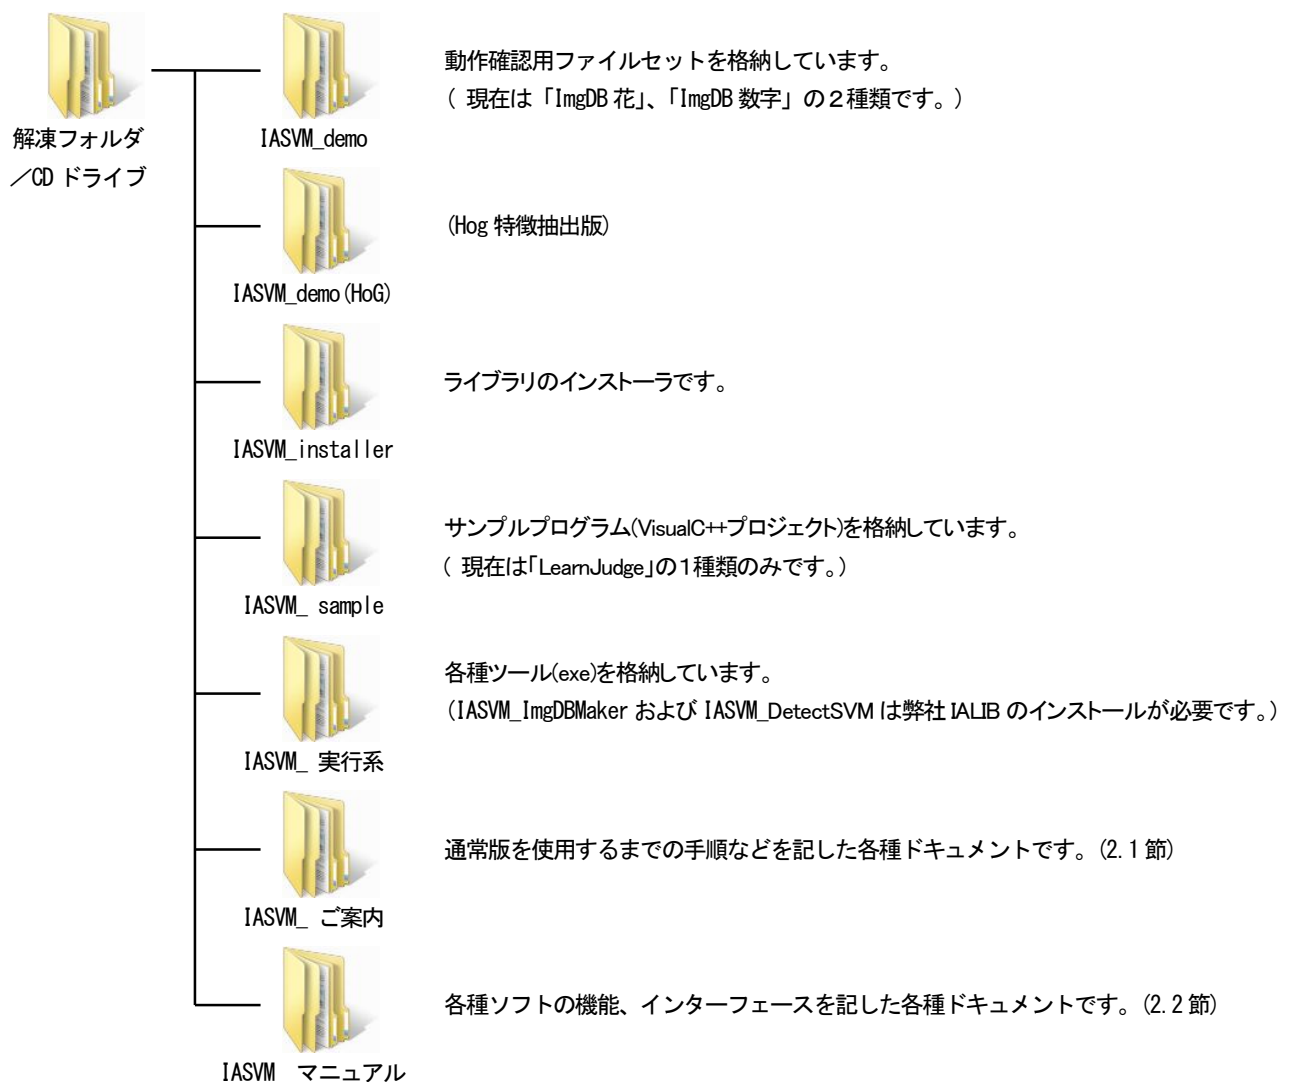 動作確認用ファイルセットを格納しています。
( 現在は「ImgDB 花」、「ImgDB 数字」の２種類です。)
解凍フォルダ
／CD ドライブ
IASVM_demo
(Hog 特徴抽出版)
IASVM_demo(HoG)
ライブラリのインストーラです。
IASVM_installer
サンプルプログラム(VisualC++プロジェクト)を格納しています。
( 現在は「LearnJudge」の１種類のみです。)
IASVM_ sample
各種ツール(exe)を格納しています。
(IASVM_ImgDBMaker および IASVM_DetectSVM は弊社 IALIB のインストールが必要です。)
IASVM_ 実行系
通常版を使用するまでの手順などを記した各種ドキュメントです。(2.1 節)
IASVM_ ご案内
各種ソフトの機能、インターフェースを記した各種ドキュメントです。(2.2 節)
IASVM　マニュアル